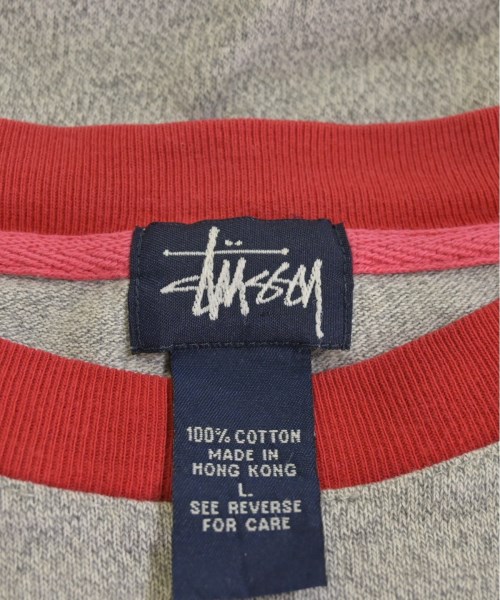 Stüssy
100% COTTON
MADE IN
HONG KONG
L.
SEE REVERSE
FOR CARE